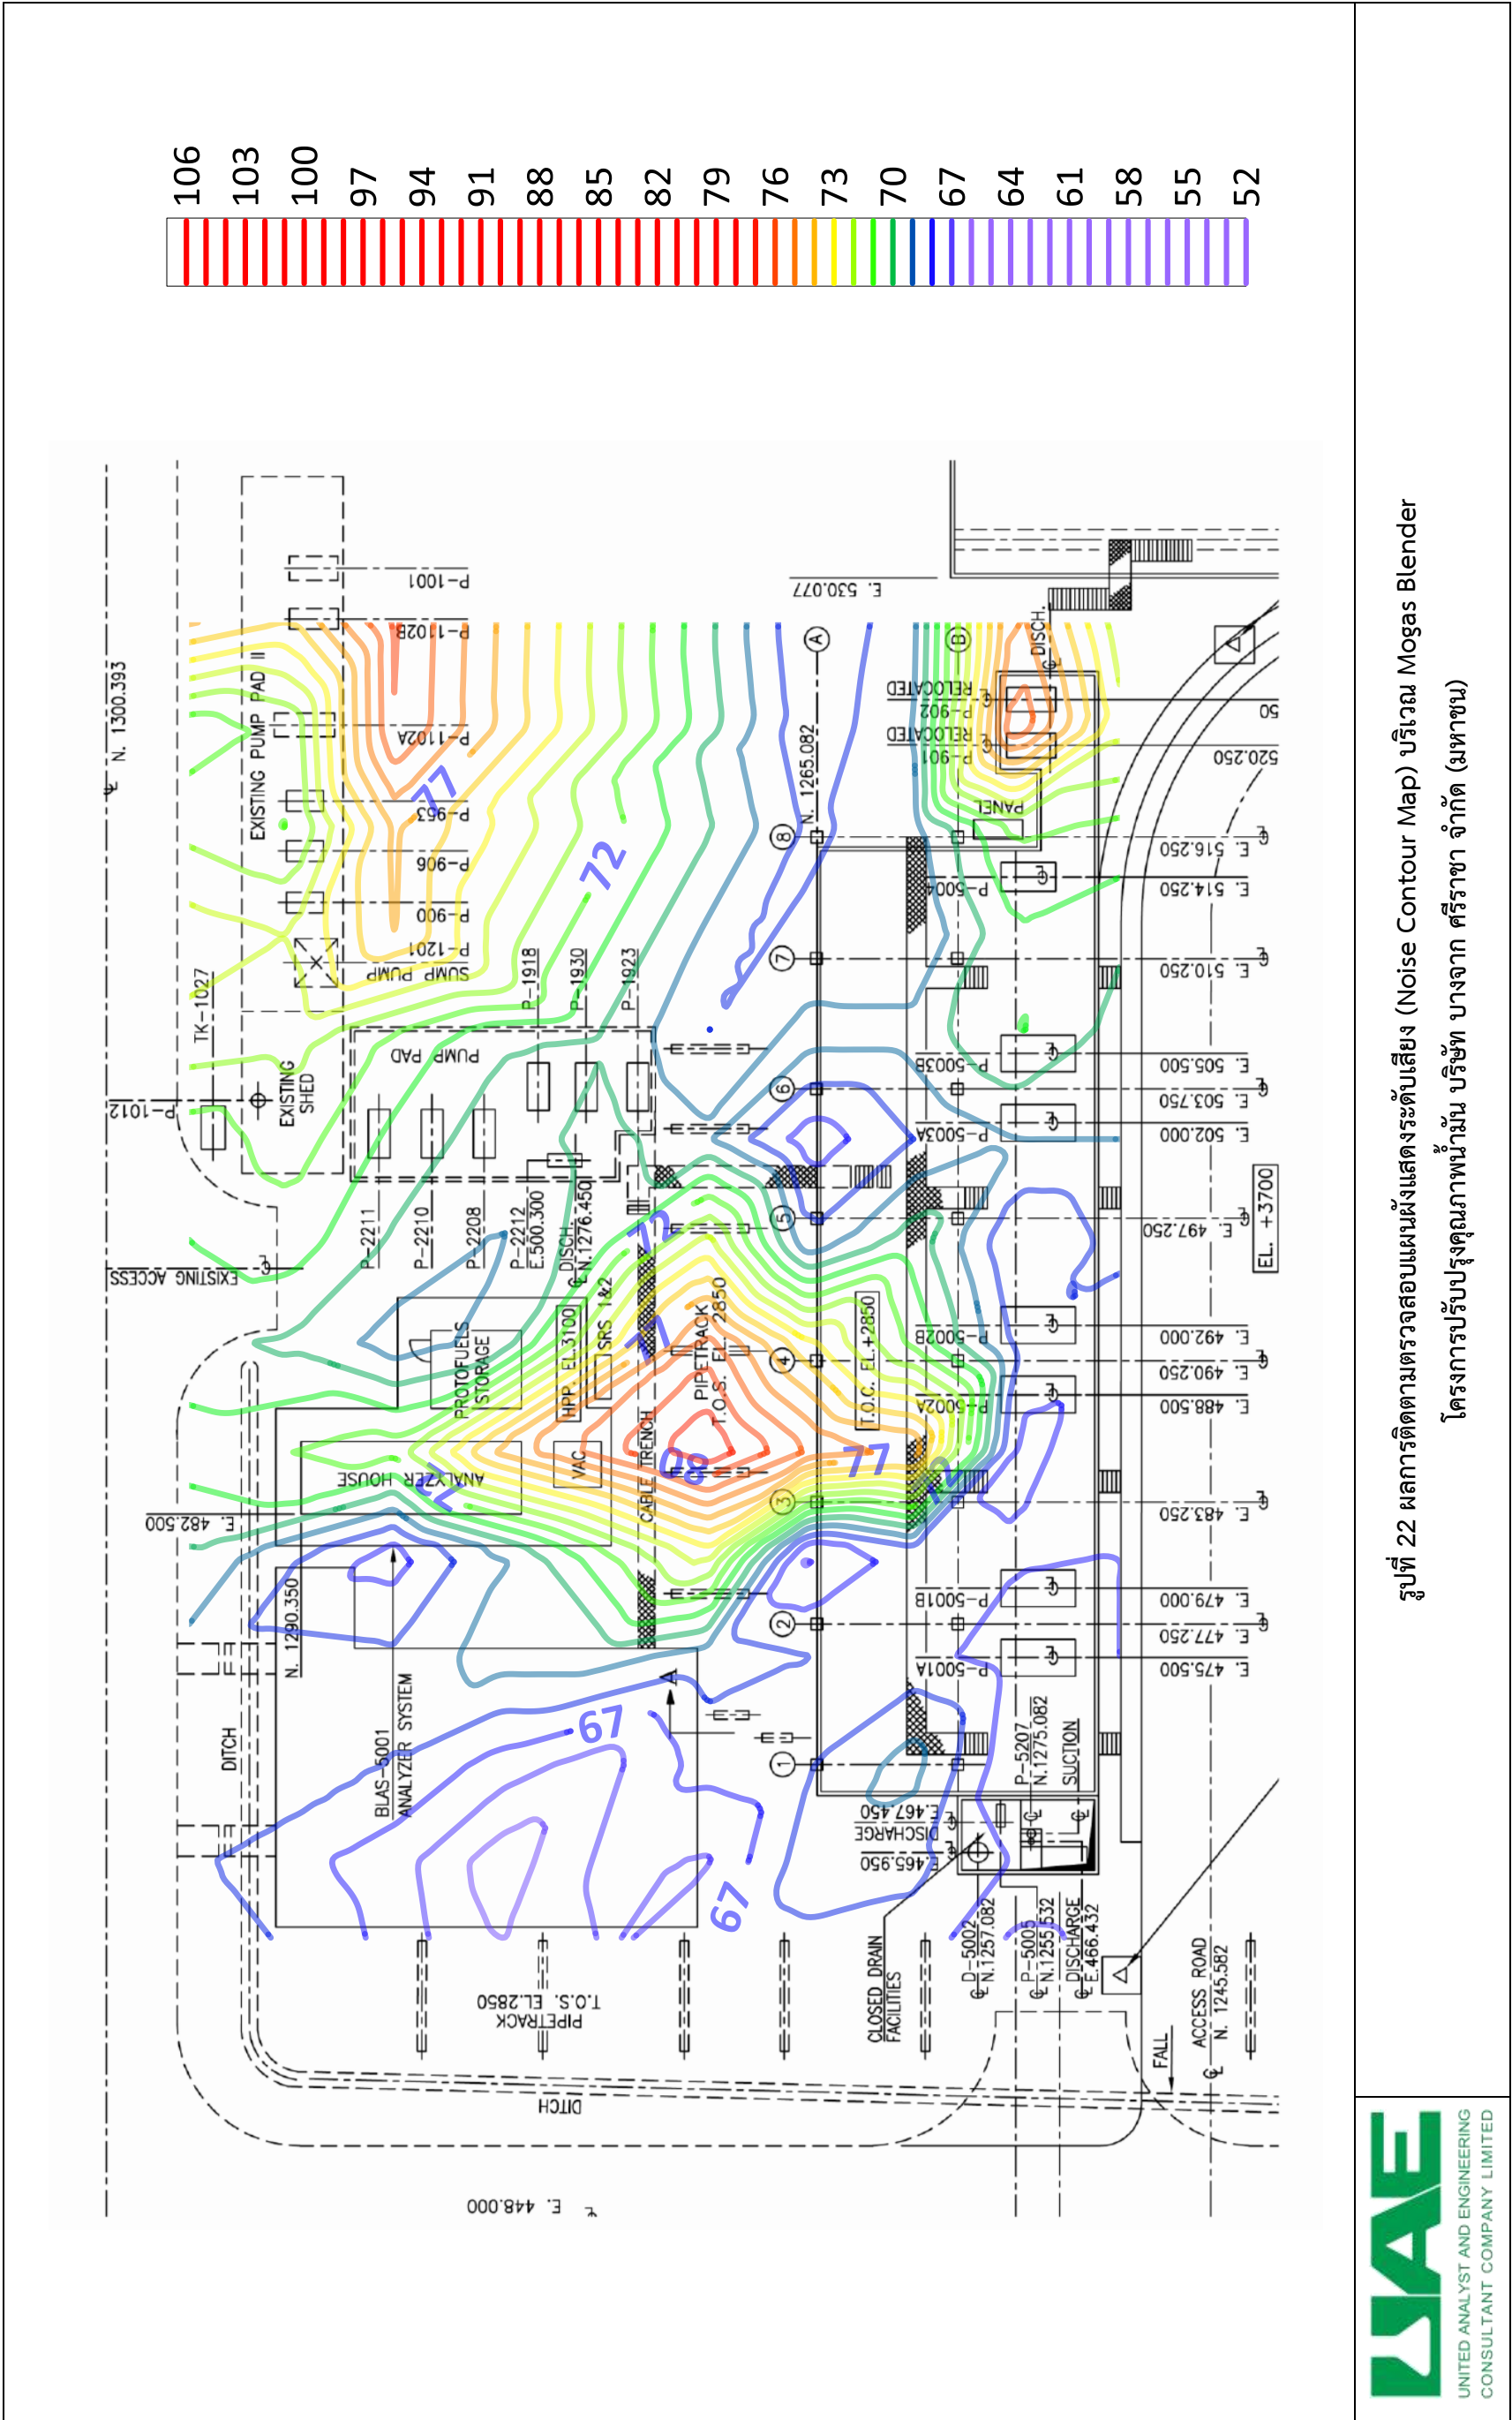 106
103
100
97
94
91
88
85
82
79
76
73
70
67
64
61
58
55
52
N. 1300.393
EXISTING PUMP PAD II
P-1001
P-1102B
P-1102A
P-953
P-906
P-900
P-1201
SUMP PUMP
TK-1027
P-1012
EXISTING
SHED
PUMP PAD
P-1918
P-1930
P-1923
P-2211
P-2210
P-2208
P-2212
E.500.300
DISCH.
N.1276.450
EXISTING ACCESS
PROTOFUELS
STORAGE
HPP. EL.3100
SRS 1&2
VAC
ANALYZER HOUSE
CABLE TRENCH
PIPETRACK
T.O.S. EL. 2850
E. 482.500
N. 1290.350
DITCH
BLAS-5001
ANALYZER SYSTEM
A
77
72
72
77
80
77
67
67
E. 530.077
A
B
N. 1265.082
8
7
6
5
4
3
2
1
DISCH.
RELOCATED
P-902
RELOCATED
P-901
PANEL
P-5004
P-5003B
P-5003A
P-5002B
P-5002A
P-5001B
P-5001A
T.O.C. EL.+2850
50
520.250
E. 516.250
E. 514.250
E. 510.250
E. 505.500
E. 503.750
E. 502.000
E. 497.250
EL. +3700
E. 492.000
E. 490.250
E. 488.500
E. 483.250
E. 479.000
E. 477.250
E. 475.500
P-5207
N.1275.082
SUCTION
E.467.450
DISCHARGE
E.465.950
CLOSED DRAIN
FACILITIES
D-5002
N.1257.082
P-5005
N.1255.532
DISCHARGE
E.466.432
ACCESS ROAD
N. 1245.582
FALL
PIPETRACK
T.O.S. EL.2850
DITCH
E. 448.000
รูปที่ 22 ผลการติดตามตรวจสอบแผนผังแสดงระดับเสียง (Noise Contour Map) บริเวณ Mogas Blender
โครงการปรับปรุงคุณภาพน้ำมัน บริษัท บางจาก ศรีราชา จำกัด (มหาชน)
UAE
UNITED ANALYST AND ENGINEERING
CONSULTANT COMPANY LIMITED